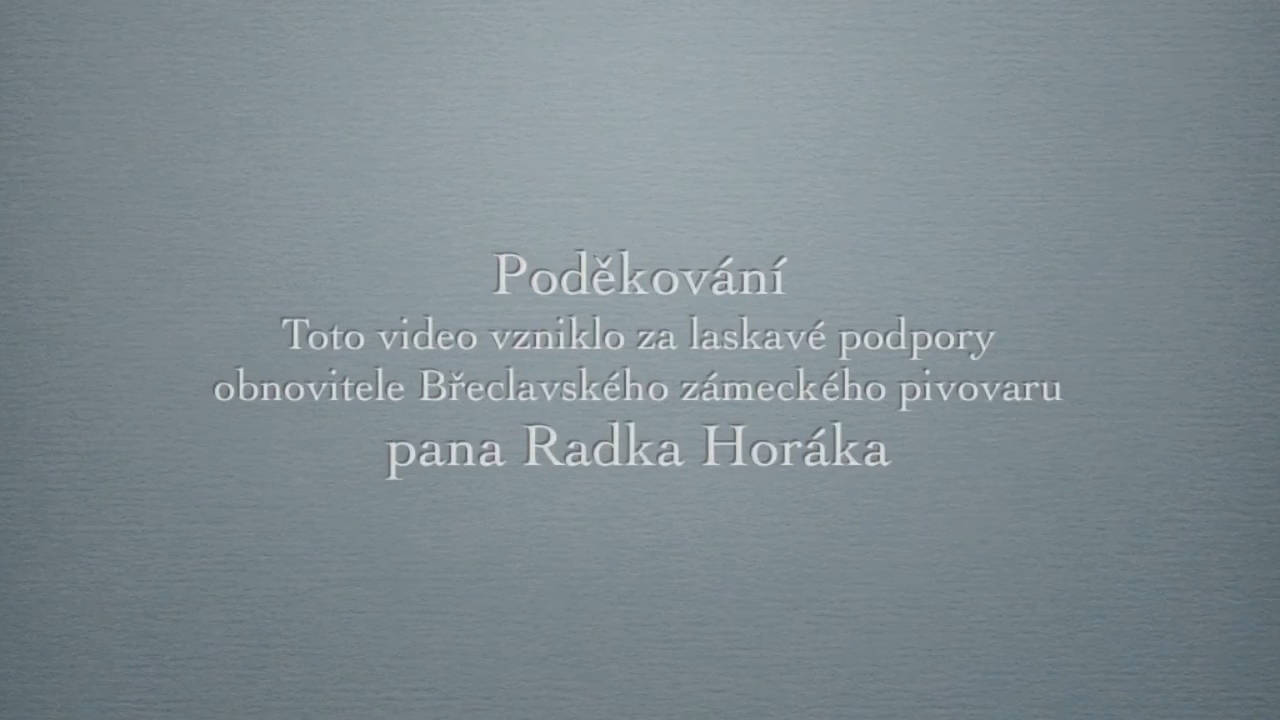 Poděkování
Toto video vzniklo za laskavé podpory
obnovitele Břeclavského zámeckého pivovaru
pana Radka Horáka